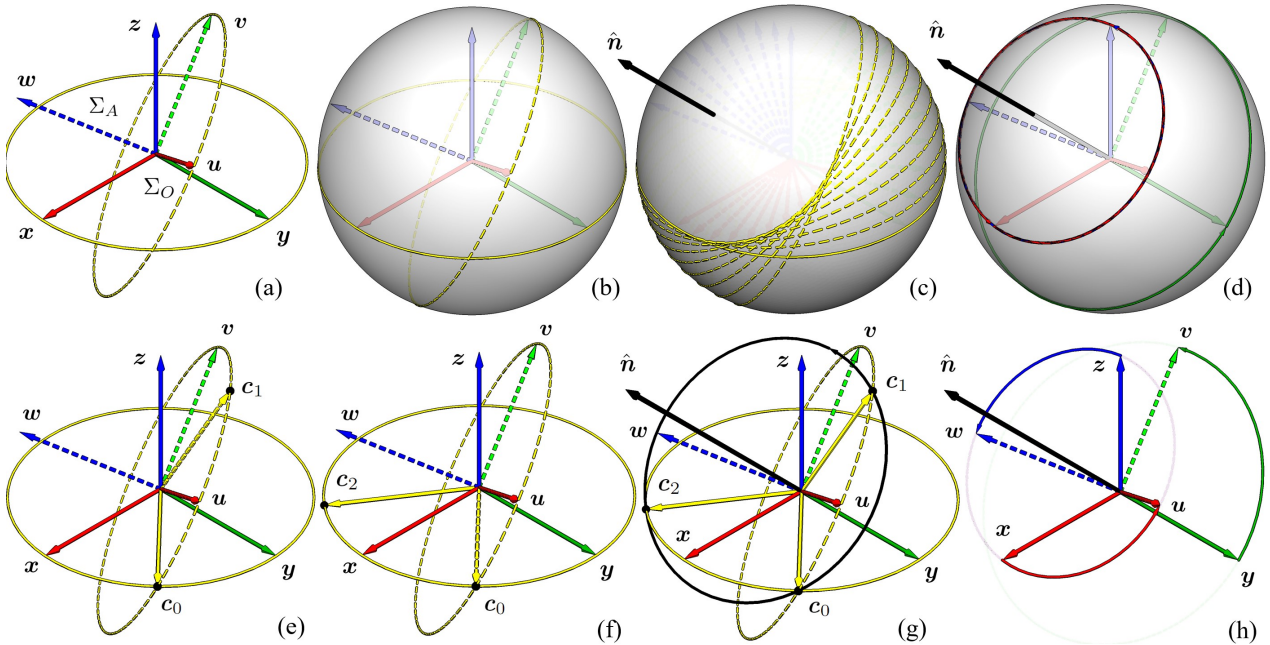 z v
w Σ_A
Σ_O u
x y
(a)
(b)
n̂
(c)
n̂
(d)
z v
w c_1
u
x y
c_0
(e)
z v
w
c_2 u
x y
c_0
(f)
n̂ z v
w c_1
c_2 u
x y
c_0
(g)
n̂ z v
w
x u
y
(h)